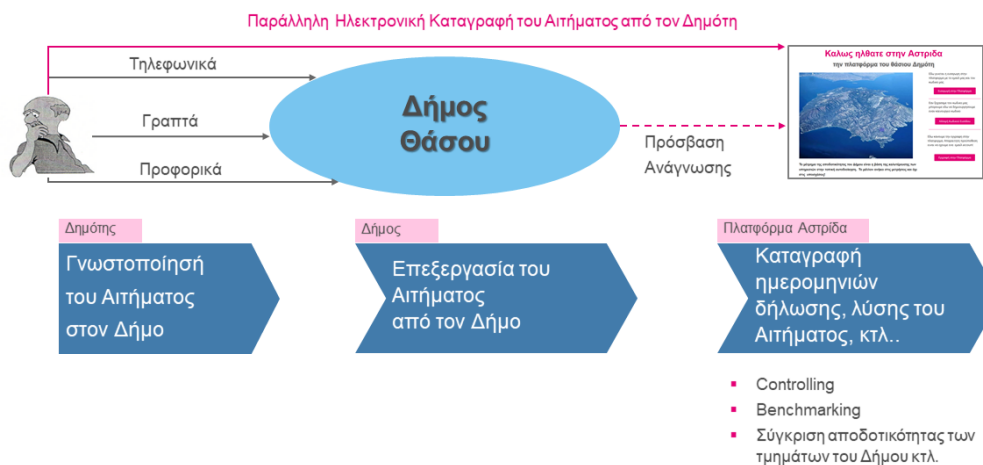 Παράλληλη Ηλεκτρονική Καταγραφή του Αιτήματος από τον Δημότη
Τηλεφωνικά
Γραπτά
Προφορικά
Δήμος
Θάσου
Πρόσβαση
Ανάγνωσης
Καλως ηλθατε στην Αστριδα
την πλατφόρμα του θάσιου Δημότη
Δημότης
Γνωστοποίησή
του Αιτήματος
στον Δήμο
Δήμος
Επεξεργασία του
Αιτήματος
από τον Δήμο
Πλατφόρμα Αστρίδα
Καταγραφή
ημερομηνιών
δήλωσης, λύσης του
Αιτήματος, κτλ..
Controlling
Benchmarking
Σύγκριση αποδοτικότητας των
τμημάτων του Δήμου κτλ.